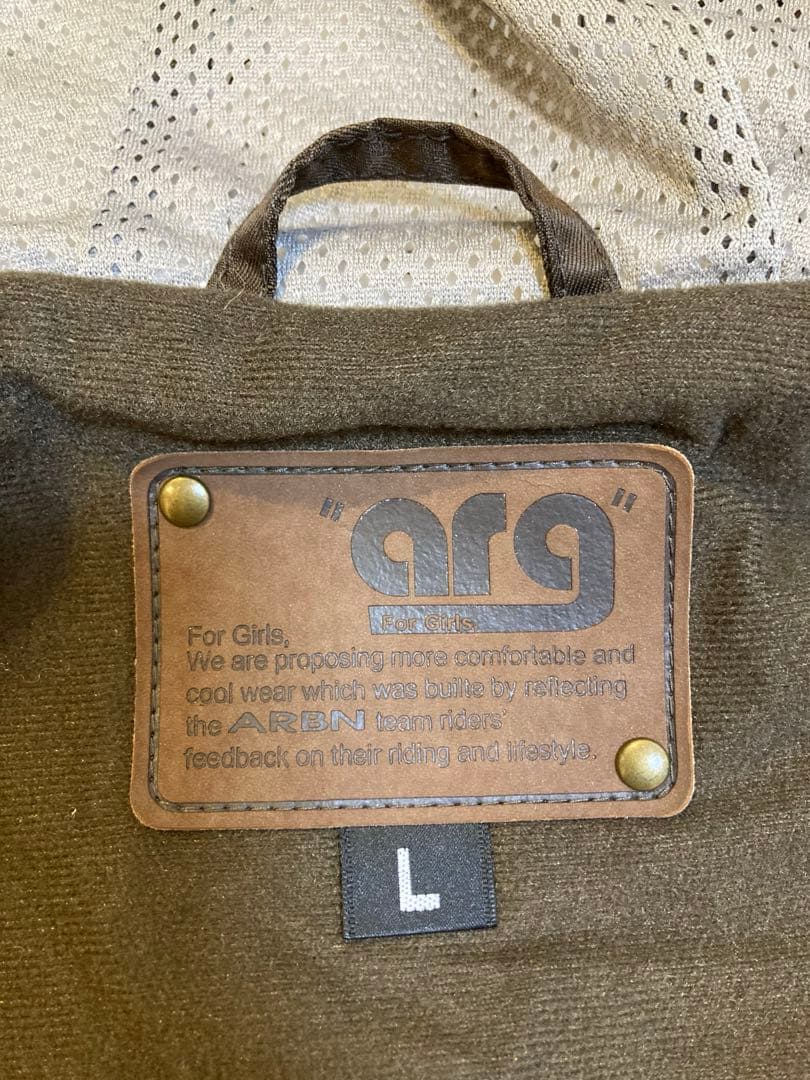 "arg"
For Girls.
For Girls,
We are proposing more comfortable and
cool wear which was builte by reflecting
the ARBN team riders'
feedback on their riding and lifestyle.
L